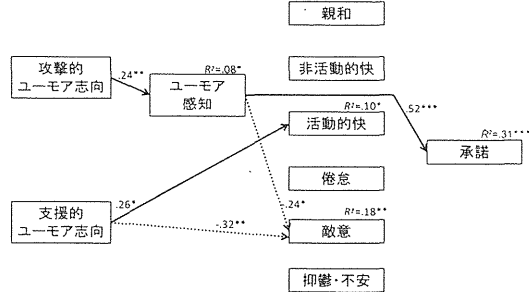 親和
攻撃的
ユーモア志向
.24**
R²=.08*
ユーモア
感知
非活動的快
R²=.10*
活動的快
.52***
R²=.31***
承諾
倦怠
支援的
ユーモア志向
.26*
-.32**
-.24*
R²=.18**
敵意
抑鬱・不安